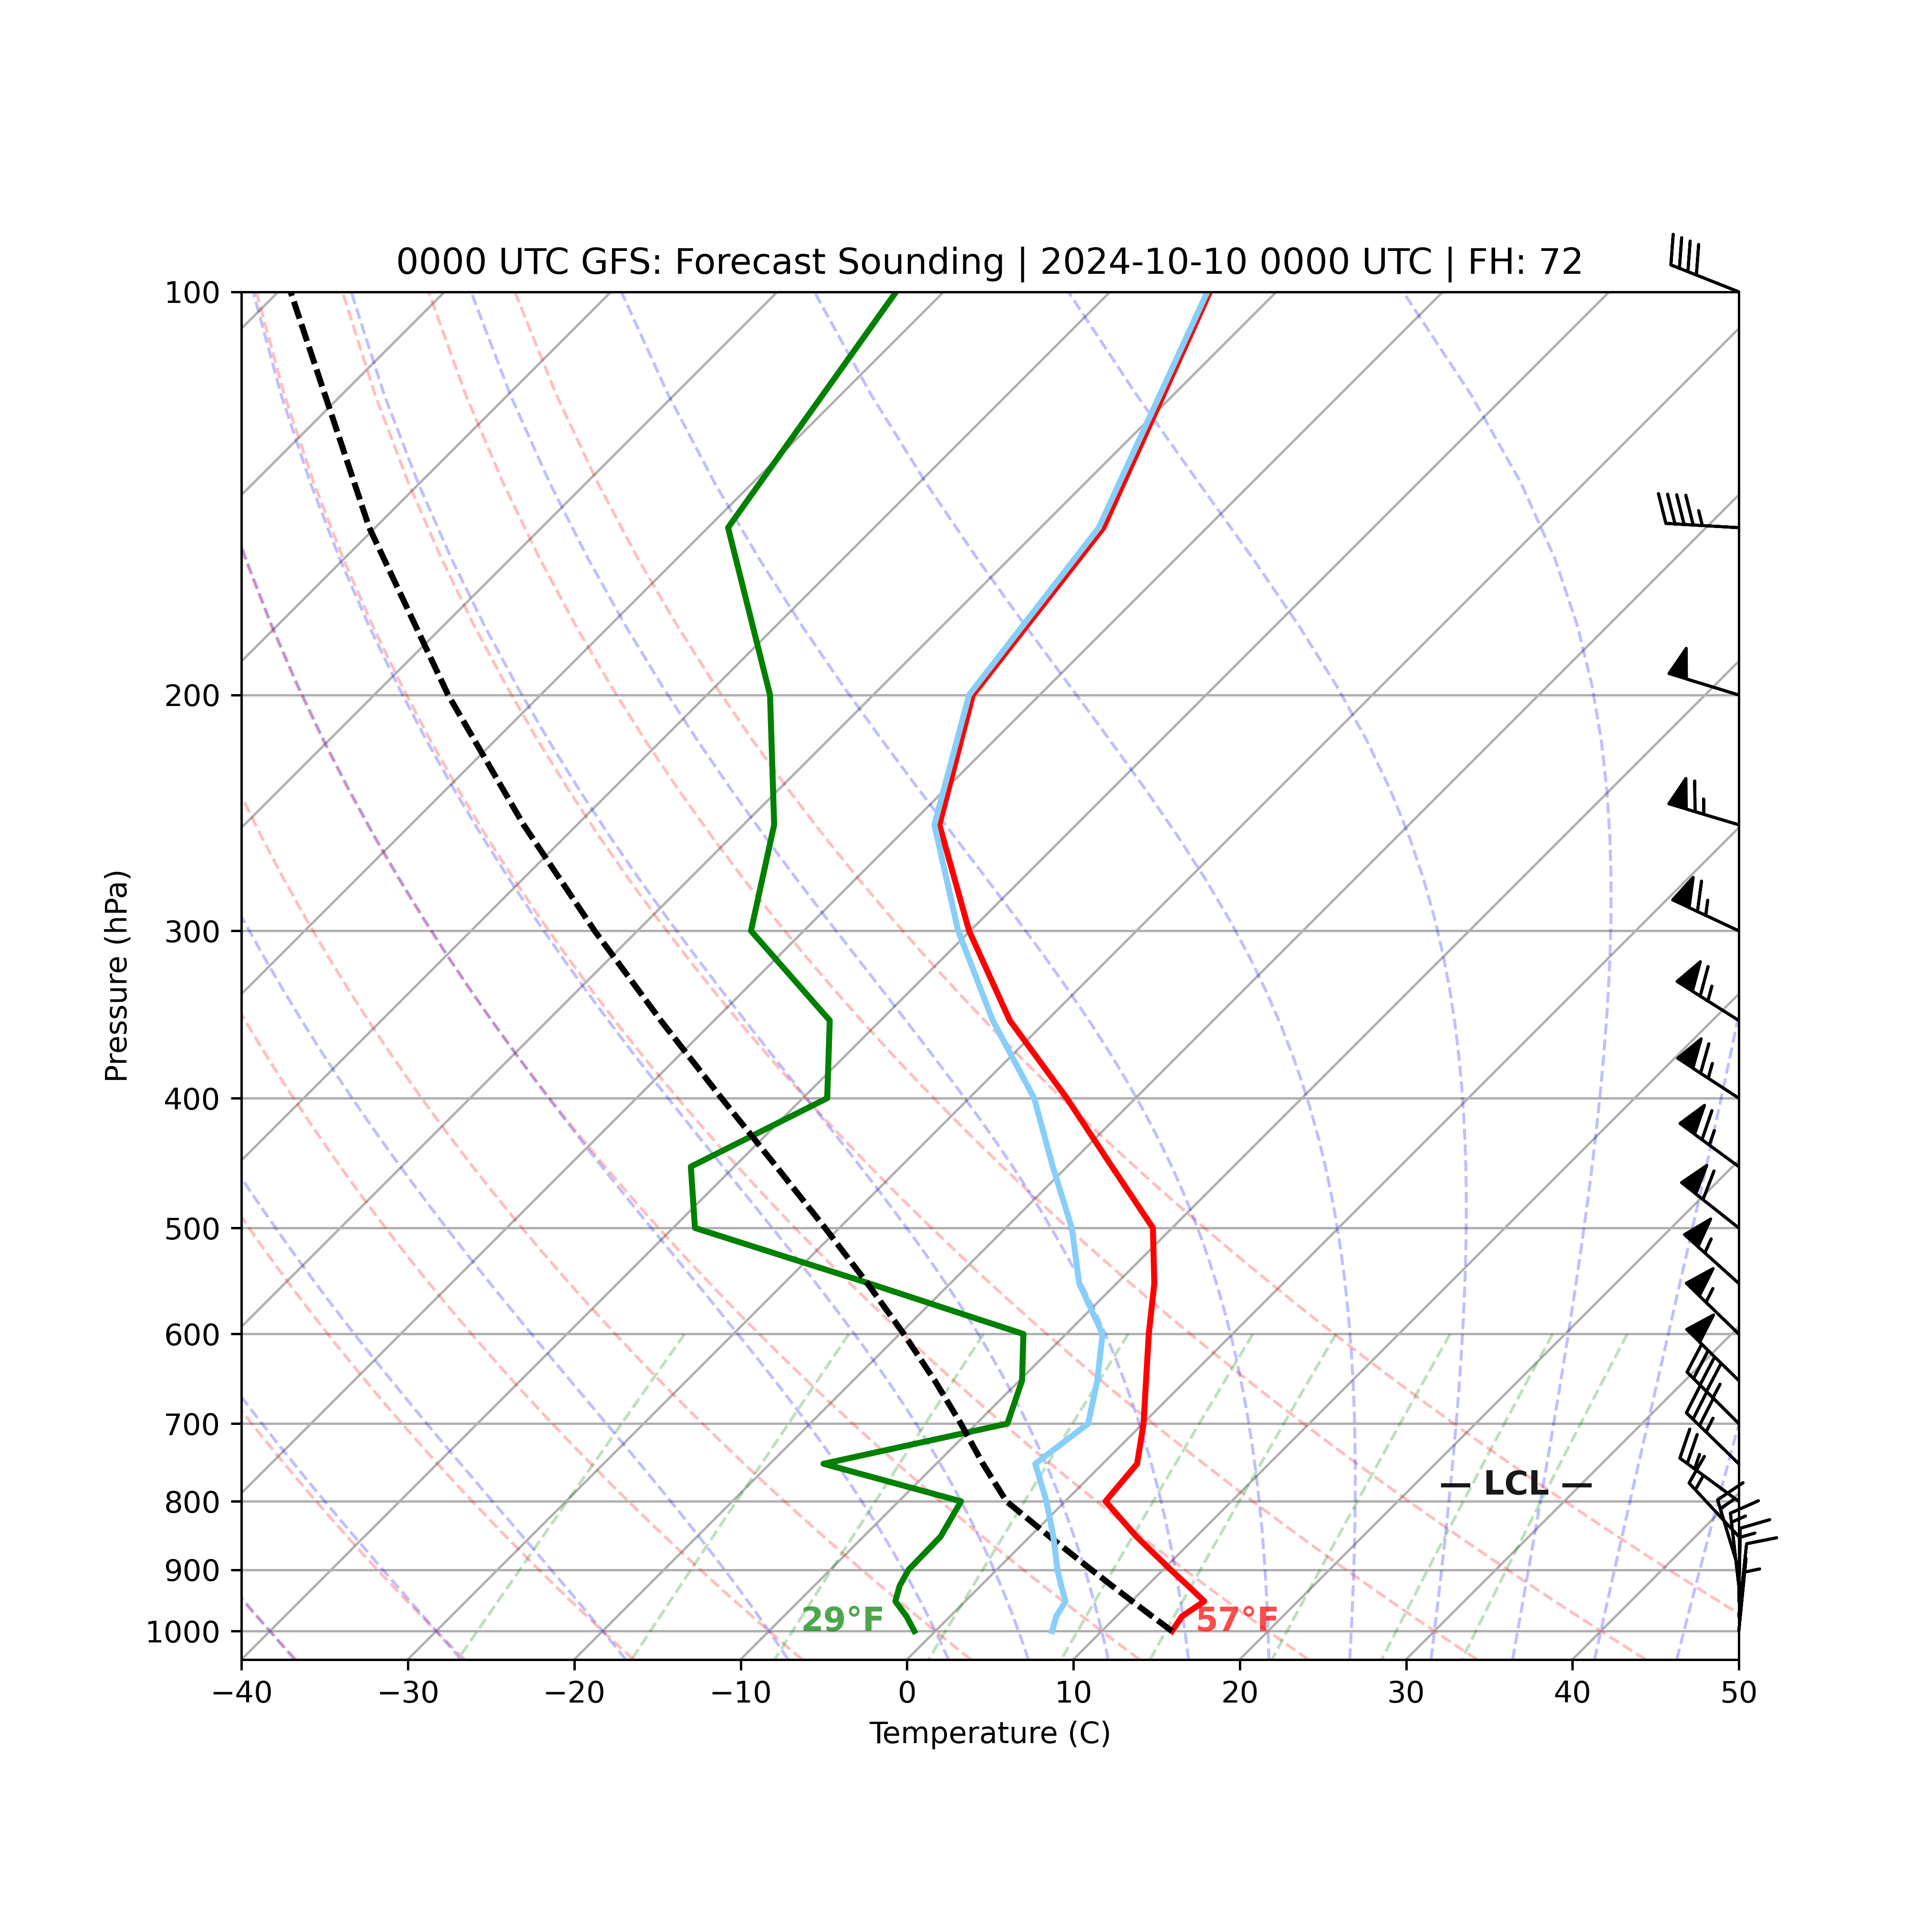 0000 UTC GFS: Forecast Sounding | 2024-10-10 0000 UTC | FH: 72
100
200
300
400
500
600
700
800
900
1000
Pressure (hPa)
— LCL —
29°F
57°F
−40 −30 −20 −10 0 10 20 30 40 50
Temperature (C)